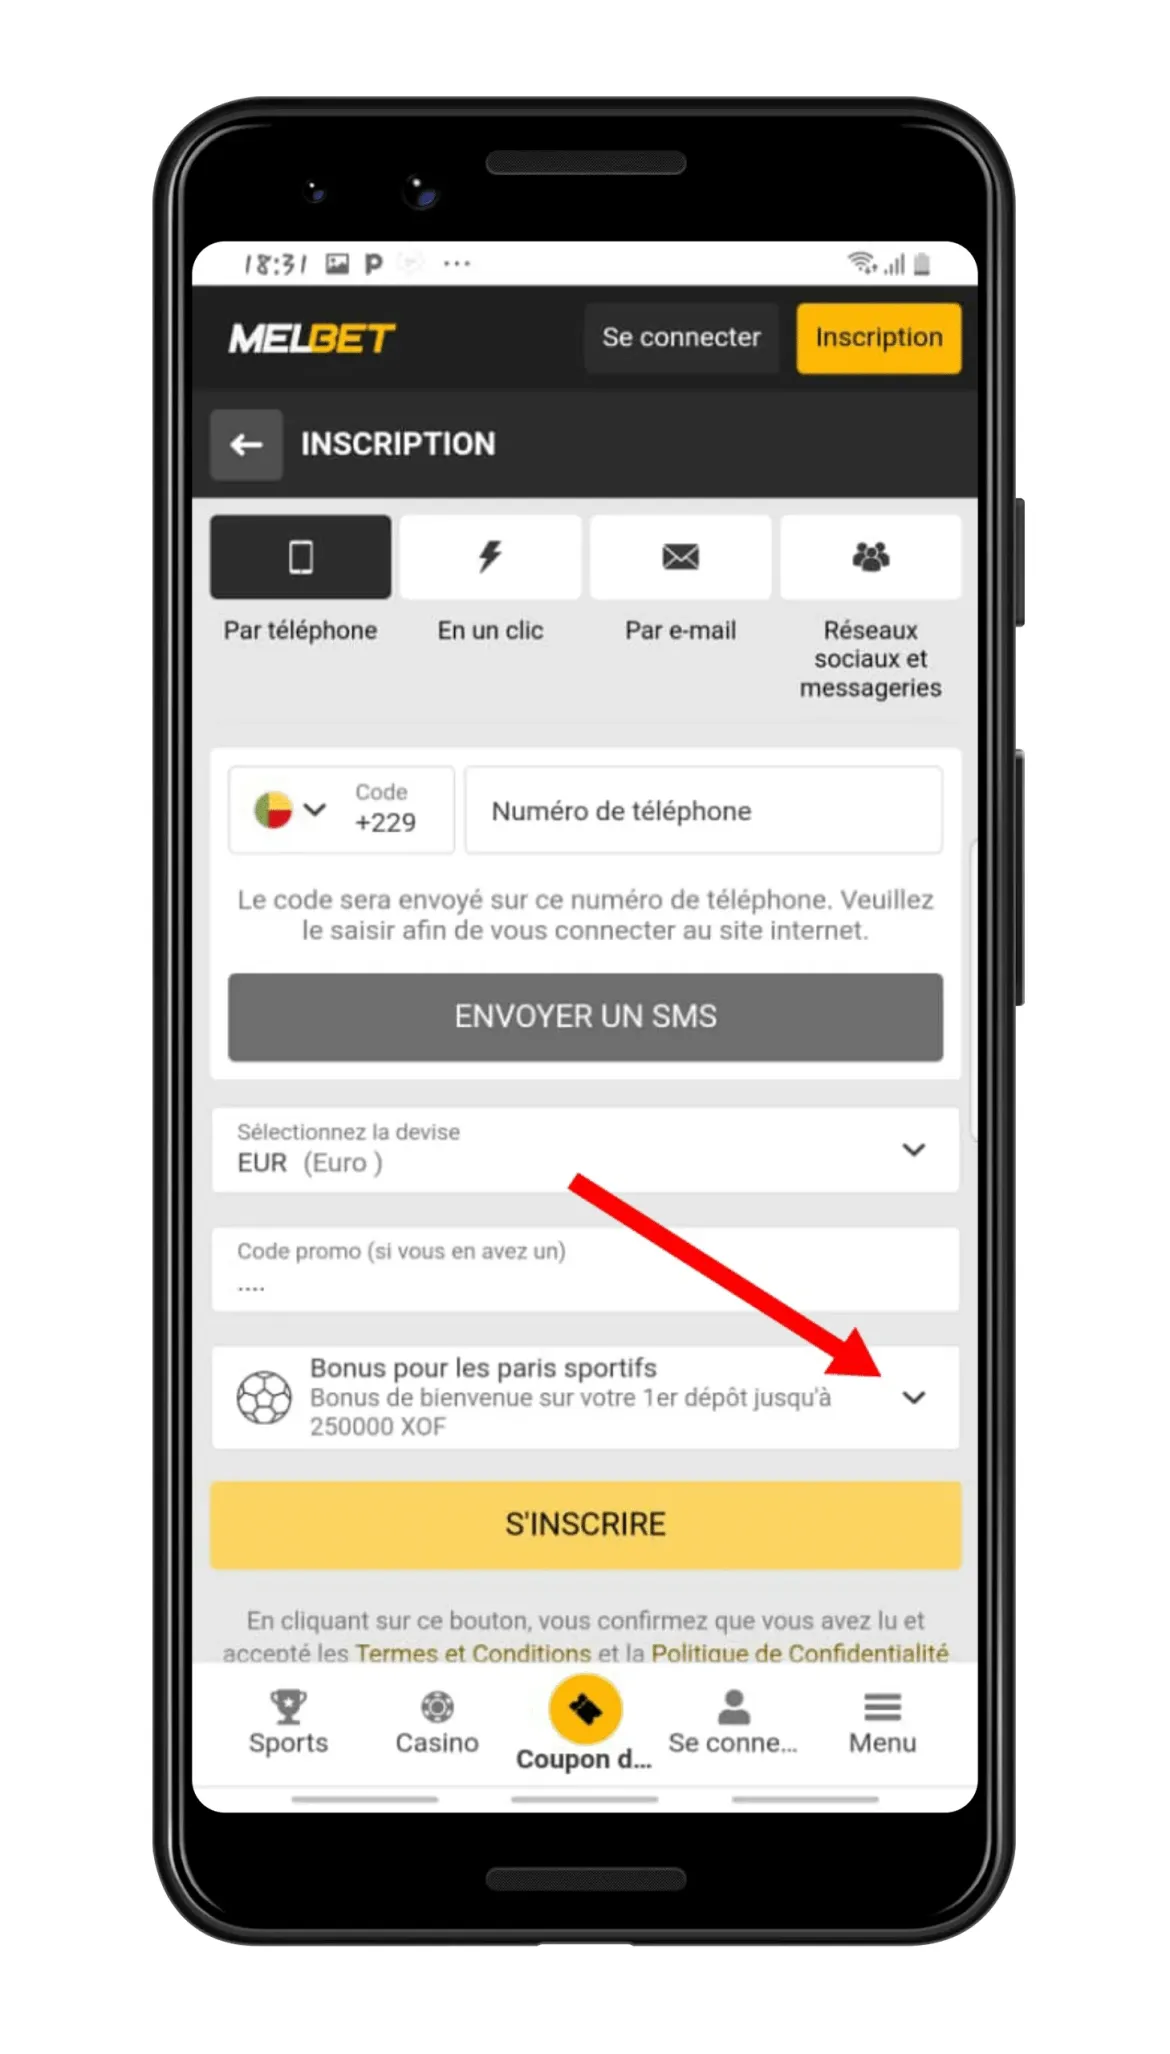 18:31
MELBET
Se connecter
Inscription
INSCRIPTION
Par téléphone
En un clic
Par e-mail
Réseaux
sociaux et
messageries
Code
+229
Numéro de téléphone
Le code sera envoyé sur ce numéro de téléphone. Veuillez
le saisir afin de vous connecter au site internet.
ENVOYER UN SMS
Sélectionnez la devise
EUR (Euro )
Code promo (si vous en avez un)
....
Bonus pour les paris sportifs
Bonus de bienvenue sur votre 1er dépôt jusqu'à
250000 XOF
S'INSCRIRE
En cliquant sur ce bouton, vous confirmez que vous avez lu et
accepté les Termes et Conditions et la Politique de Confidentialité
Sports
Casino
Coupon d...
Se conne...
Menu